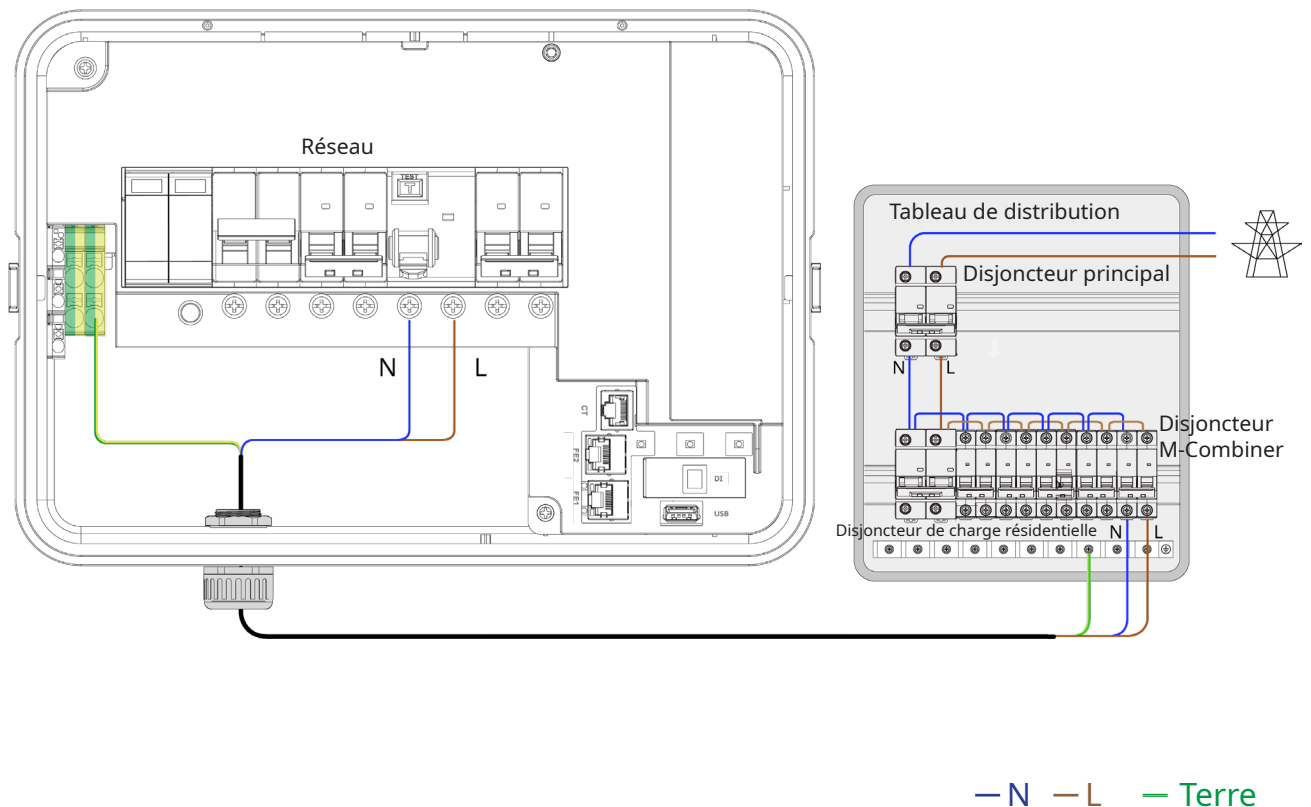 Réseau
TEST
T
N
L
CT
FE2
FE1
DI
USB
Tableau de distribution
Disjoncteur principal
N
L
Disjoncteur
M-Combiner
Disjoncteur de charge résidentielle
N
L
N
L
Terre